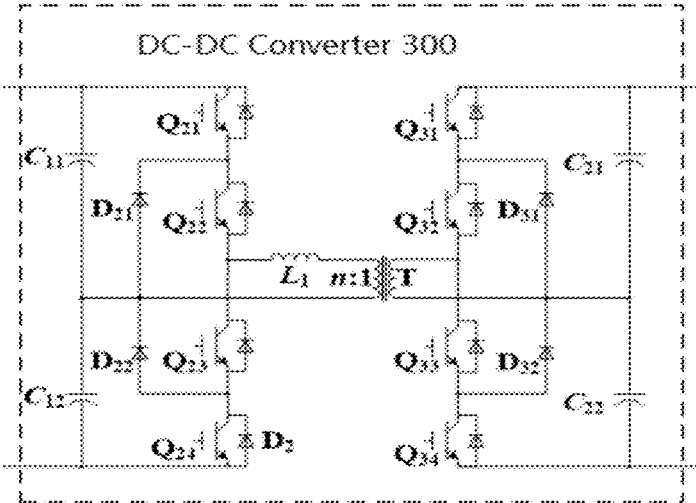 DC-DC Converter 300
Q21 Q31
C11 C21
D21 Q22 Q32 D31
L1 n:1 T
D22 Q23 Q33 D32
C12 C22
Q24 D2 Q34